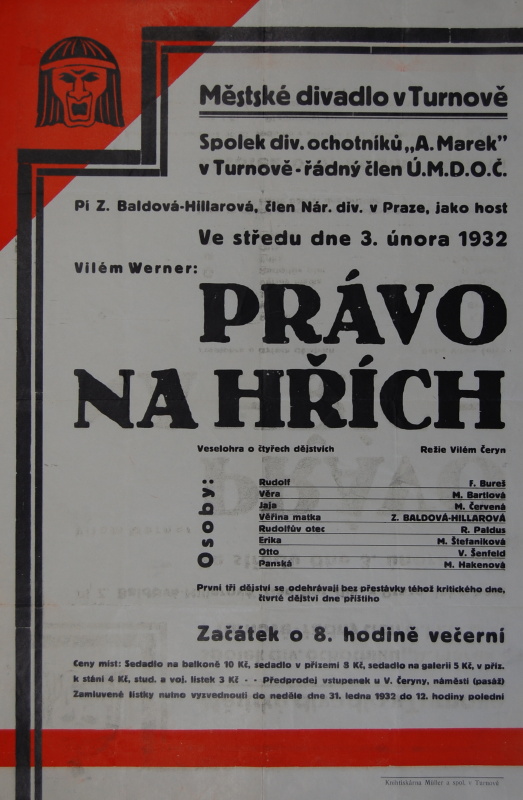 Městské divadlo v Turnově
Spolek div. ochotníků „A. Marek"
v Turnově - řádný člen Ú.M.D.O.Č.
Pí Z. Baldová-Hillarová, člen Nár. div. v Praze, jako host
Ve středu dne 3. února 1932
Vilém Werner:
PRÁVO
NA HŘÍCH
Veselohra o čtyřech dějstvích Režie Vilém Čeryn
Osoby:
Rudolf F. Bureš
Věra M. Bartlová
Jaja M. Červená
Věřina matka Z. BALDOVÁ-HILLAROVÁ
Rudolfův otec R. Paldus
Erika M. Štefaniková
Otto V. Šenfeld
Panská M. Hakenová
První tři dějství se odehrávají bez přestávky téhož kritického dne,
čtvrté dějství dne příštího
Začátek o 8. hodině večerní
Ceny míst: Sedadlo na balkoně 10 Kč, sedadlo v přízemí 8 Kč, sedadlo na galerii 5 Kč, v příz.
k stání 4 Kč, stud. a voj. lístek 3 Kč - - Předprodej vstupenek u V. Čeryny, náměstí (pasáž)
Zamluvené lístky nutno vyzvednouti do neděle dne 31. ledna 1932 do 12. hodiny polední
Knihtiskárna Müller a spol. v Turnově